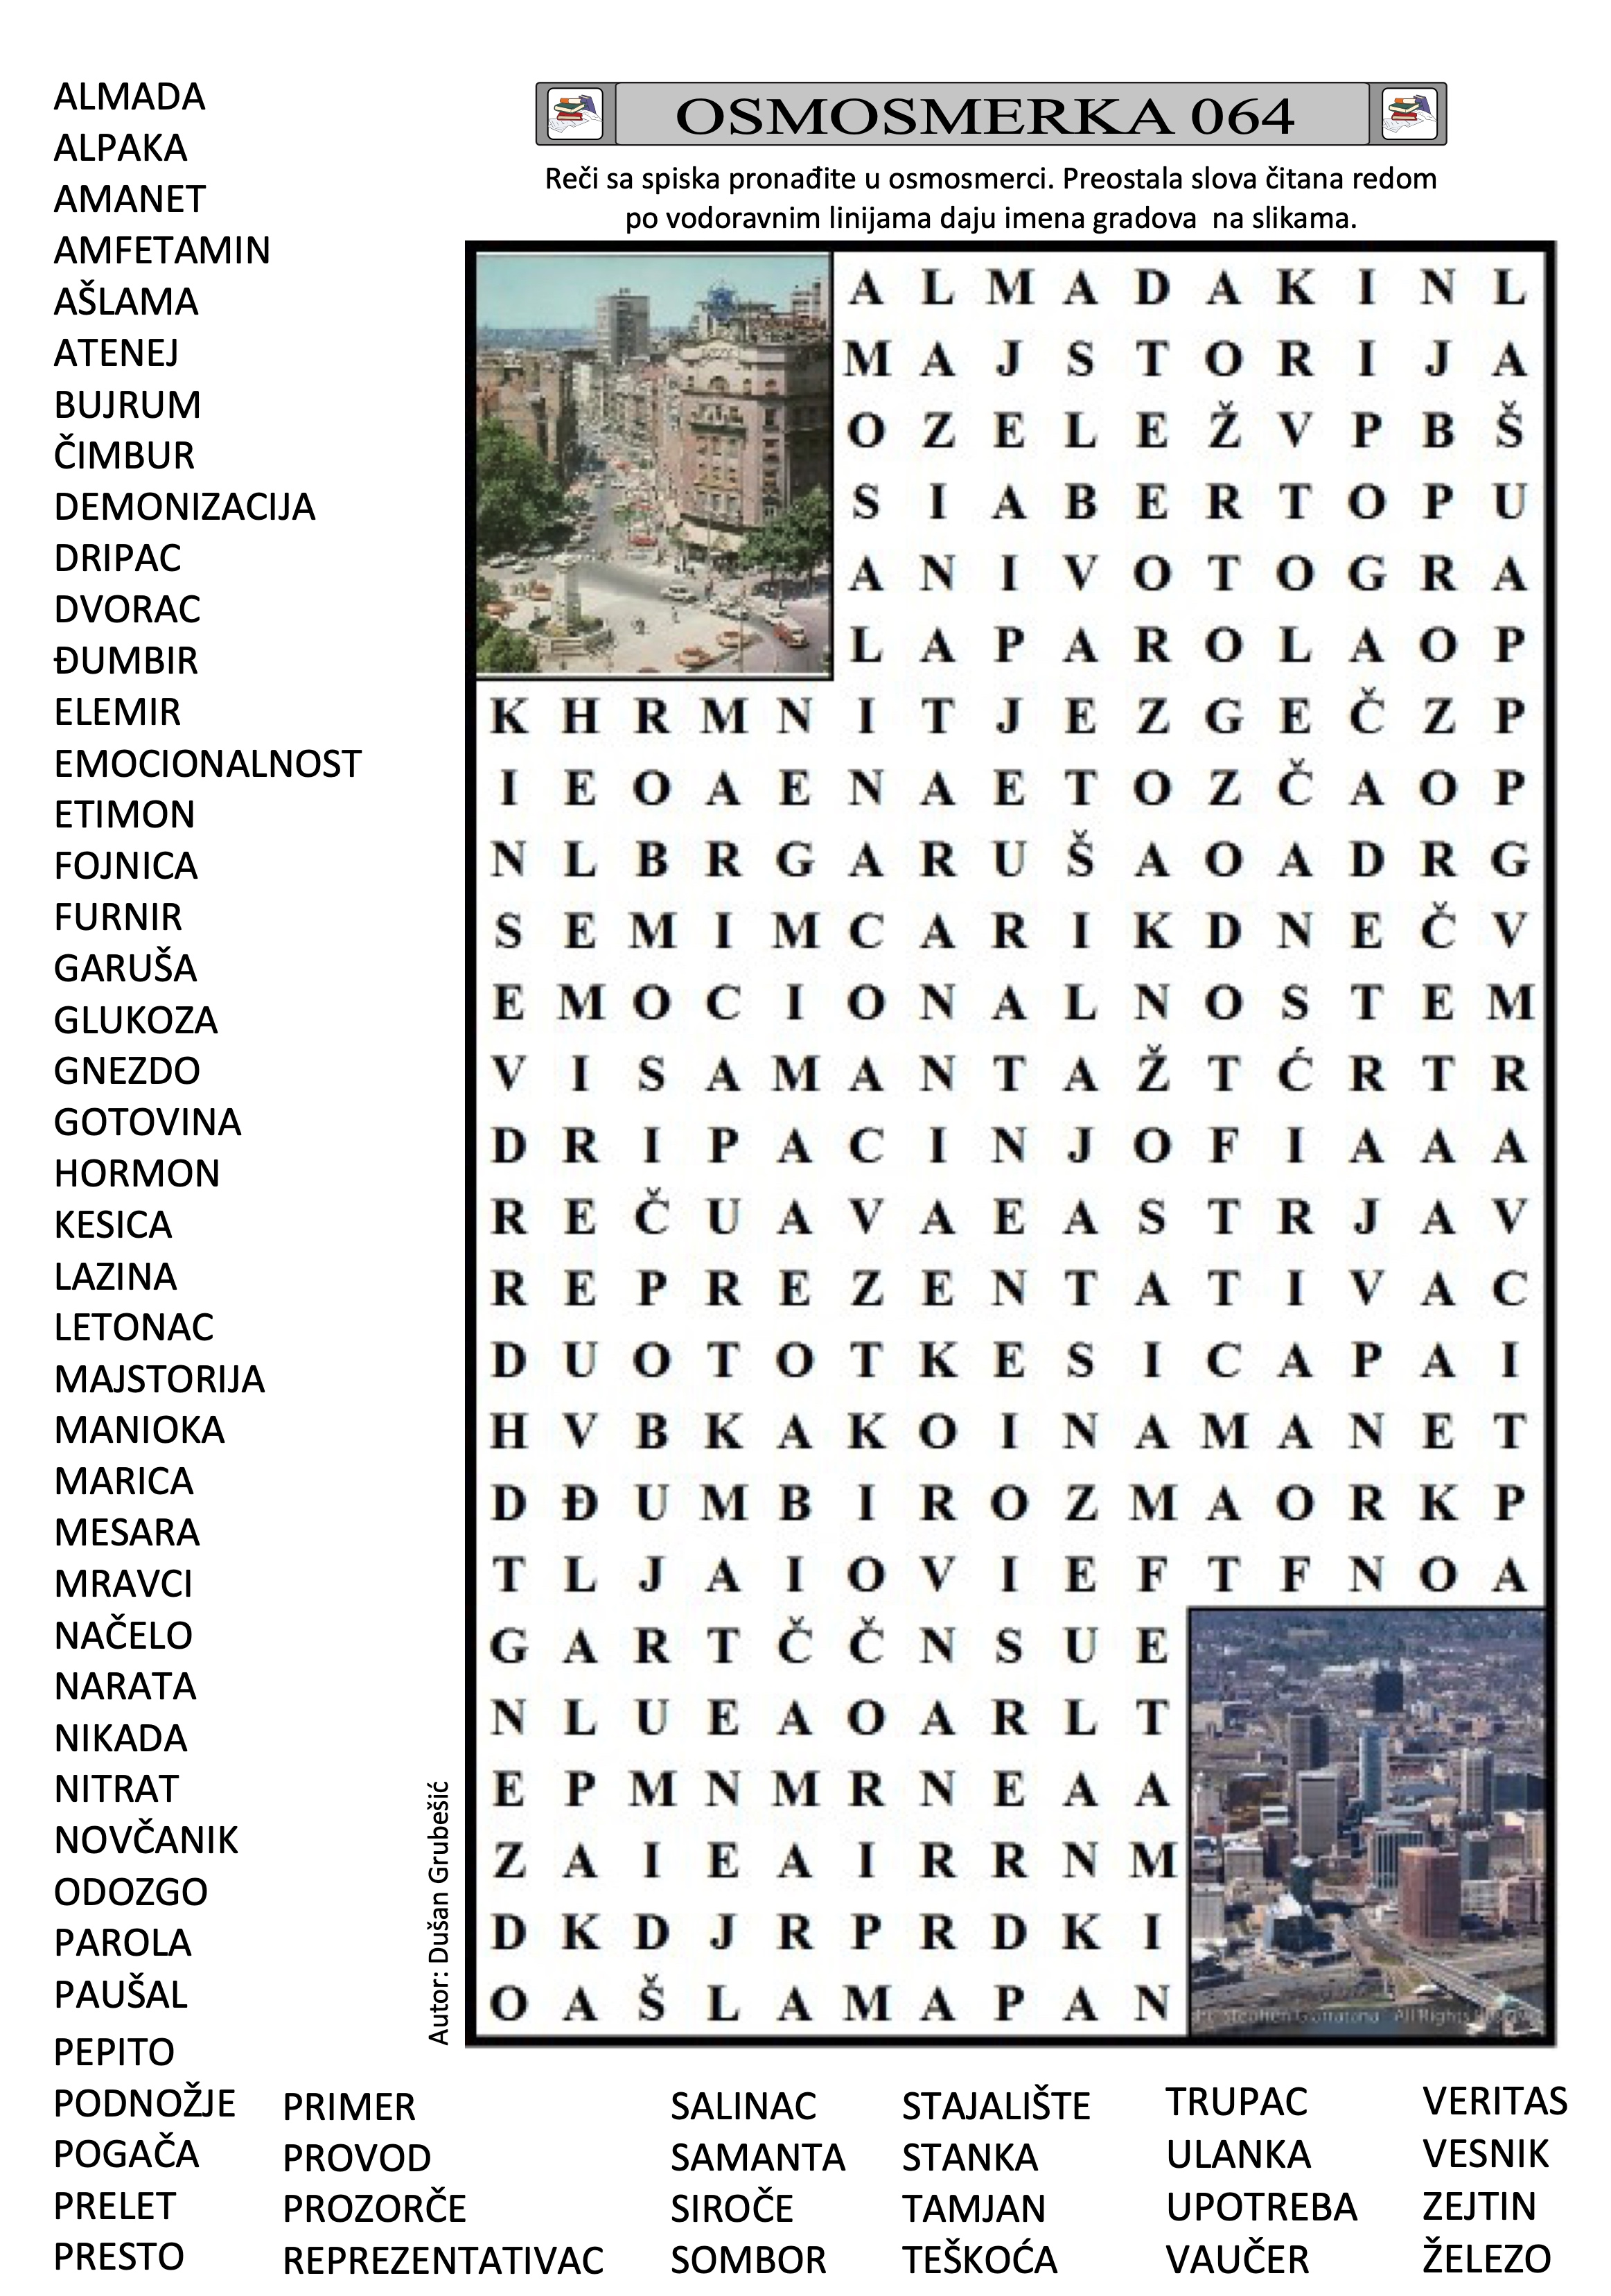 ALMADA
ALPAKA
AMANET
AMFETAMIN
AŠLAMA
ATENEJ
BUJRUM
ČIMBUR
DEMONIZACIJA
DRIPAC
DVORAC
ĐUMBIR
ELEMIR
EMOCIONALNOST
ETIMON
FOJNICA
FURNIR
GARUŠA
GLUKOZA
GNEZDO
GOTOVINA
HORMON
KESICA
LAZINA
LETONAC
MAJSTORIJA
MANIOKA
MARICA
MESARA
MRAVCI
NAČELO
NARATA
NIKADA
NITRAT
NOVČANIK
ODOZGO
PAROLA
PAUŠAL
PEPITO
PODNOŽJE
POGAČA
PRELET
PRESTO
OSMOSMERKA 064
Reči sa spiska pronađite u osmosmerci. Preostala slova čitana redom
po vodoravnim linijama daju imena gradova na slikama.
A L M A D A K I N L
M A J S T O R I J A
O Z E L E Ž V P B Š
S I A B E R T O P U
A N I V O T O G R A
L A P A R O L A O P
K H R M N I T J E Z G E Č Z P
I E O A E N A E T O Z Č A O P
N L B R G A R U Š A O A D R G
S E M I M C A R I K D N E Č V
E M O C I O N A L N O S T E M
V I S A M A N T A Ž T Ć R T R
D R I P A C I N J O F I A A A
R E Č U A V A E A S T R J A V
R E P R E Z E N T A T I V A C
D U O T O T K E S I C A P A I
H V B K A K O I N A M A N E T
D Đ U M B I R O Z M A O R K P
T L J A I O V I E F T F N O A
G A R T Č Č N S U E
N L U E A O A R L T
E P M N M R N E A A
Z A I E A I R R N M
D K D J R P R D K I
O A Š L A M A P A N
Autor: Dušan Grubešić
PRIMER
PROVOD
PROZORČE
REPREZENTATIVAC
SALINAC
SAMANTA
SIROČE
SOMBOR
STAJALIŠTE
STANKA
TAMJAN
TEŠKOĆA
TRUPAC
ULANKA
UPOTREBA
VAUČER
VERITAS
VESNIK
ZEJTIN
ŽELEZO